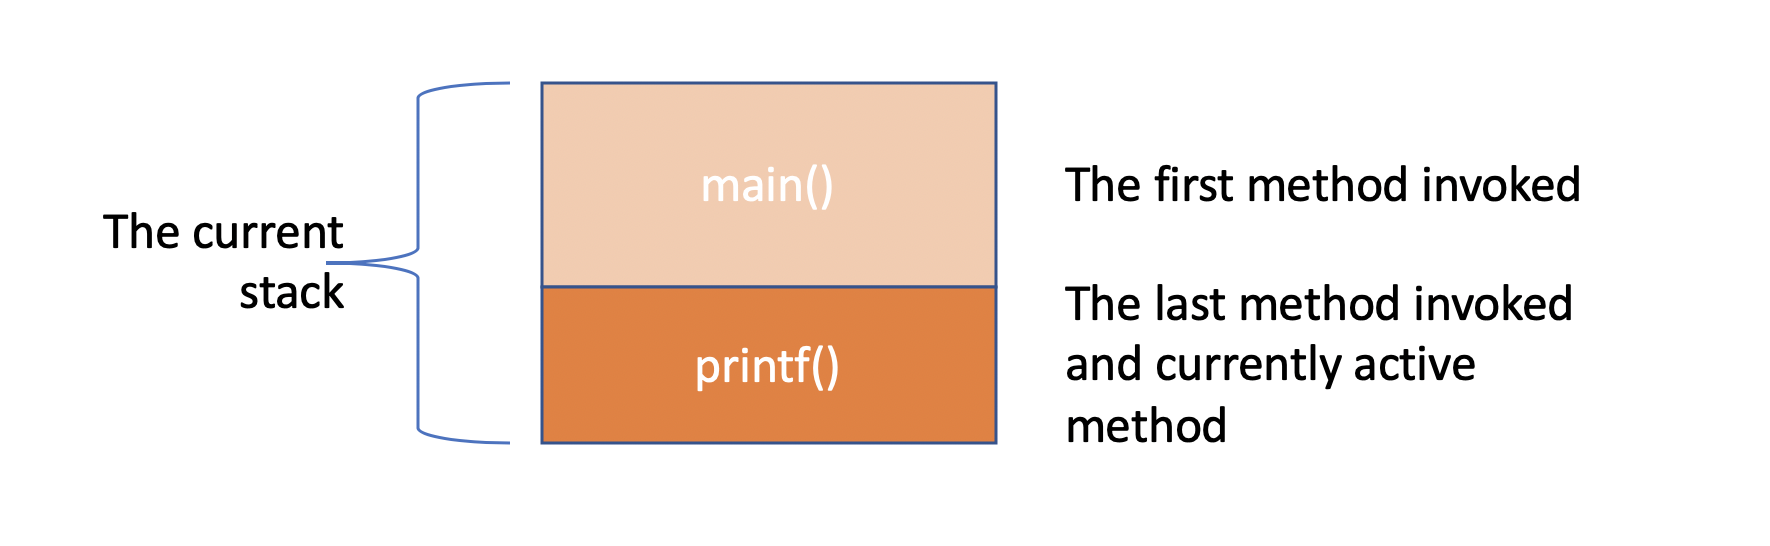 The current
stack
main()
The first method invoked
printf()
The last method invoked
and currently active
method